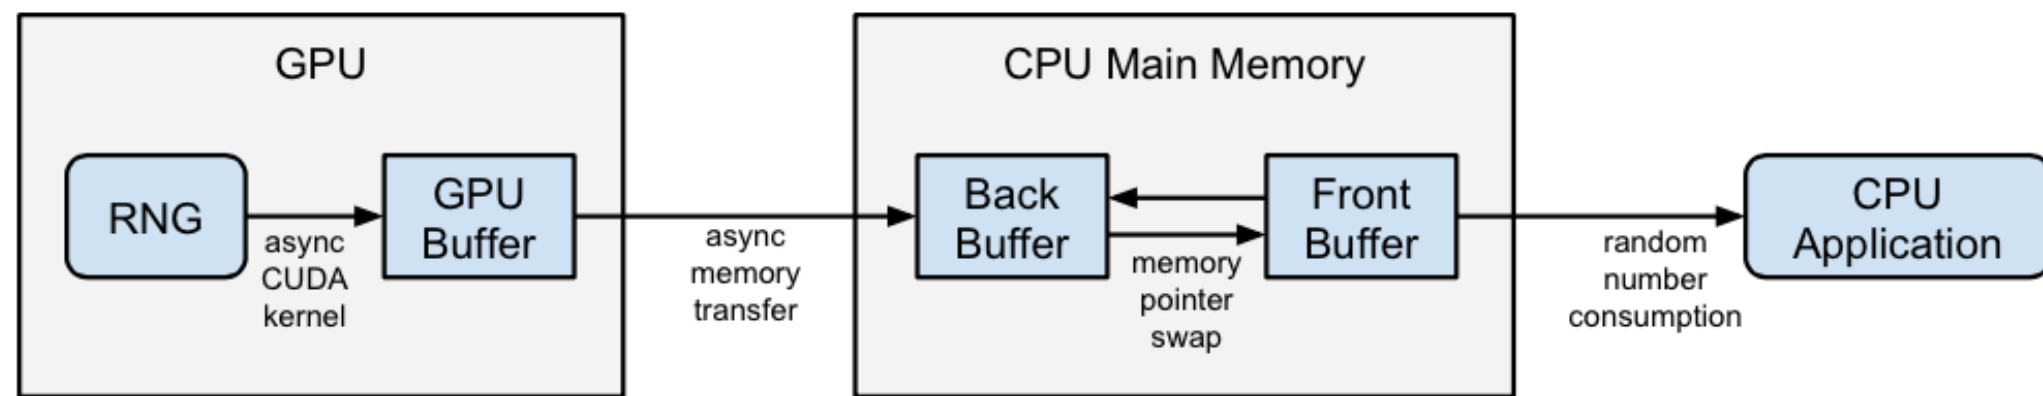 GPU
RNG
async
CUDA
kernel
GPU
Buffer
async
memory
transfer
CPU Main Memory
Back
Buffer
memory
pointer
swap
Front
Buffer
random
number
consumption
CPU
Application